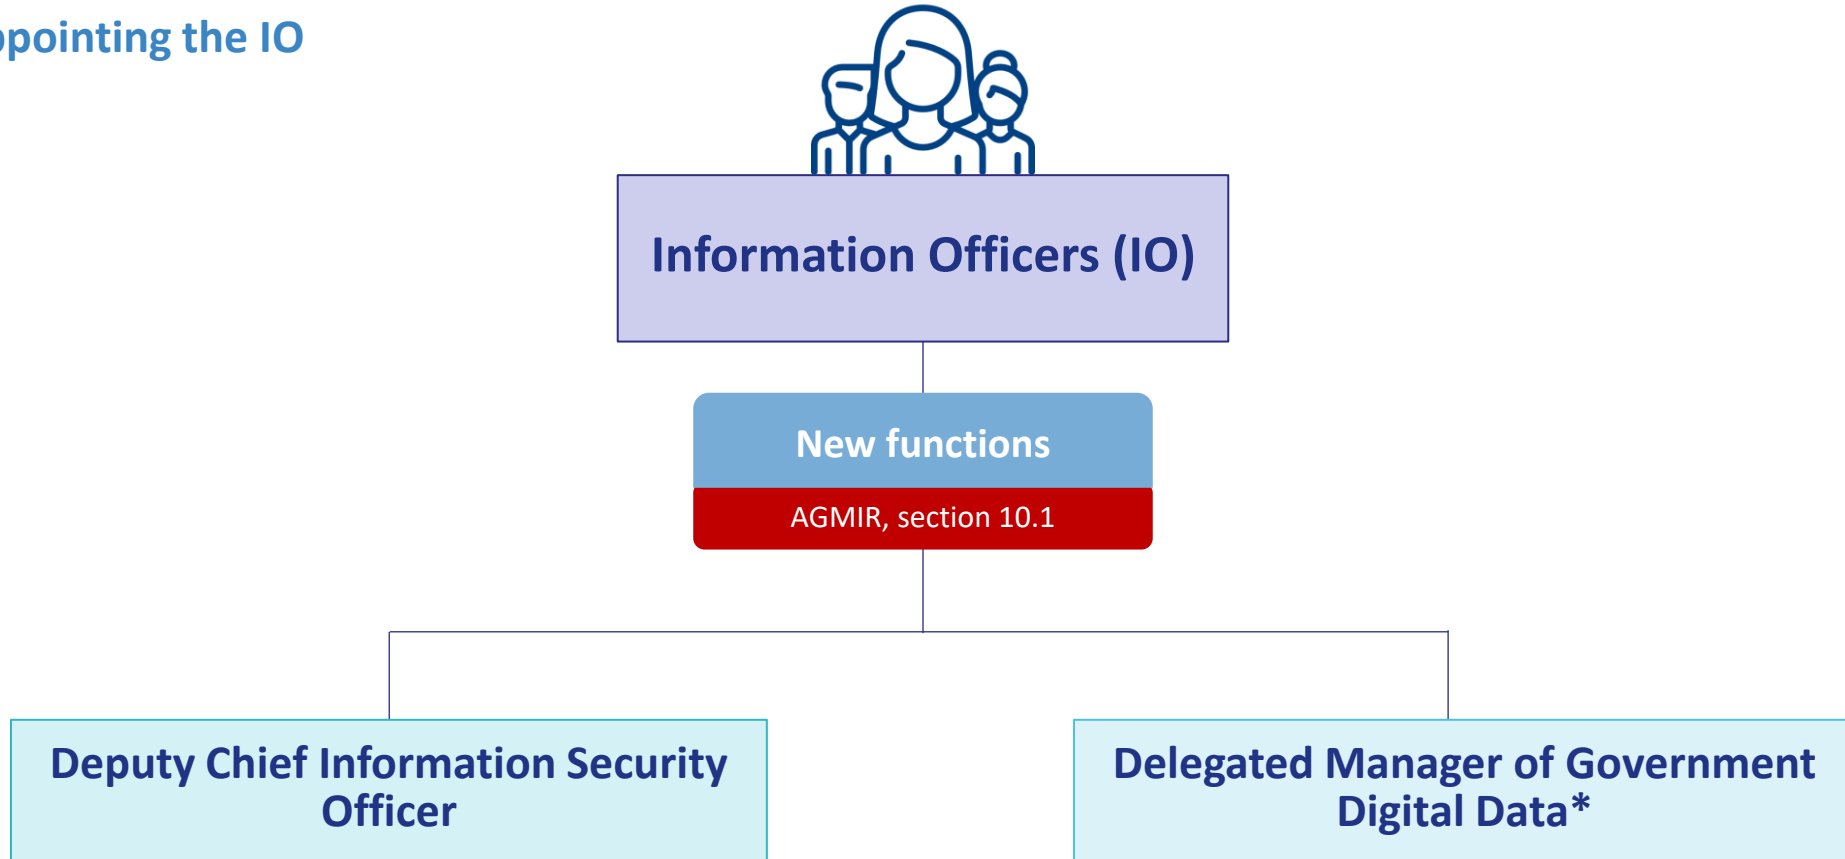 ppointing the IO
Information Officers (IO)
New functions
AGMIR, section 10.1
Deputy Chief Information Security
Officer
Delegated Manager of Government
Digital Data*